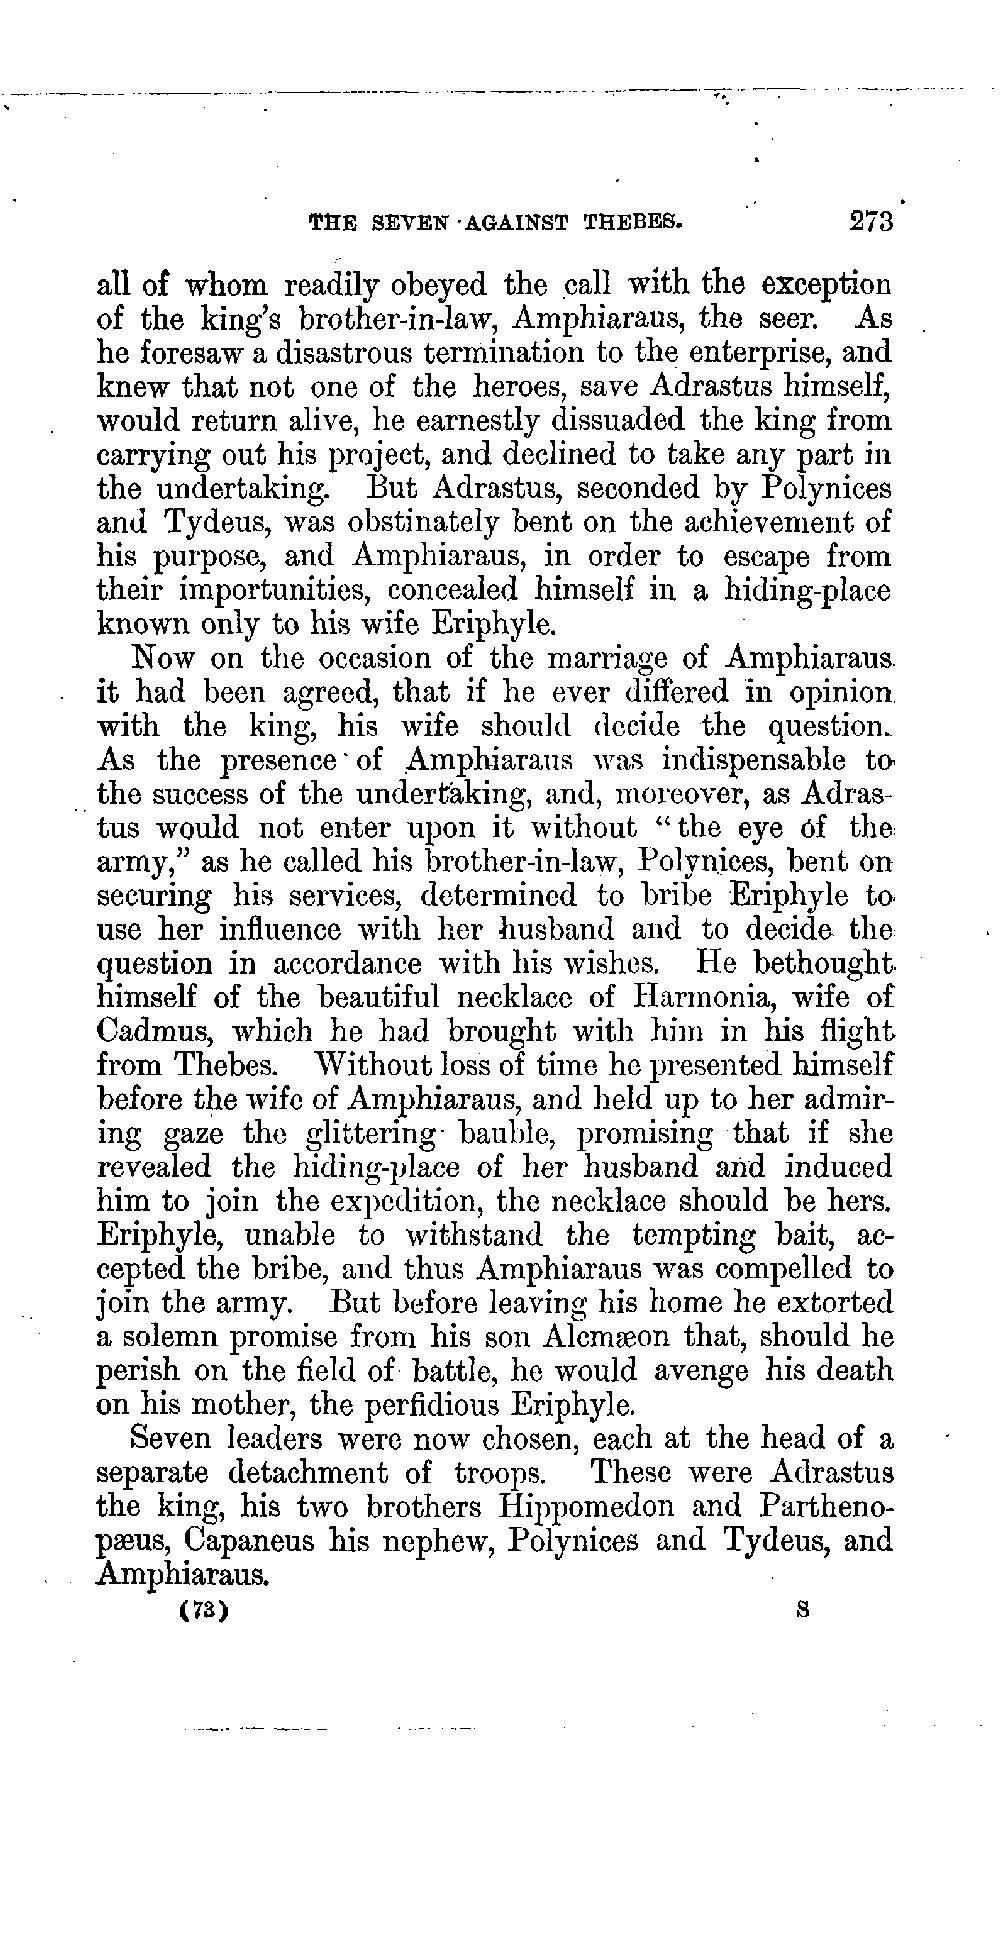 THE SEVEN AGAINST THEBES. 273
all of whom readily obeyed the call with the exception
of the king's brother-in-law, Amphiaraus, the seer. As
he foresaw a disastrous termination to the enterprise, and
knew that not one of the heroes, save Adrastus himself,
would return alive, he earnestly dissuaded the king from
carrying out his project, and declined to take any part in
the undertaking. But Adrastus, seconded by Polynices
and Tydeus, was obstinately bent on the achievement of
his purpose, and Amphiaraus, in order to escape from
their importunities, concealed himself in a hiding-place
known only to his wife Eriphyle.
Now on the occasion of the marriage of Amphiaraus
it had been agreed, that if he ever differed in opinion
with the king, his wife should decide the question.
As the presence of Amphiaraus was indispensable to
the success of the undertaking, and, moreover, as Adras-
tus would not enter upon it without "the eye of the
army," as he called his brother-in-law, Polynices, bent on
securing his services, determined to bribe Eriphyle to
use her influence with her husband and to decide the
question in accordance with his wishes. He bethought
himself of the beautiful necklace of Harmonia, wife of
Cadmus, which he had brought with him in his flight
from Thebes. Without loss of time he presented himself
before the wife of Amphiaraus, and held up to her admir-
ing gaze the glittering bauble, promising that if she
revealed the hiding-place of her husband and induced
him to join the expedition, the necklace should be hers.
Eriphyle, unable to withstand the tempting bait, ac-
cepted the bribe, and thus Amphiaraus was compelled to
join the army. But before leaving his home he extorted
a solemn promise from his son Alcmæon that, should he
perish on the field of battle, he would avenge his death
on his mother, the perfidious Eriphyle.
Seven leaders were now chosen, each at the head of a
separate detachment of troops. These were Adrastus
the king, his two brothers Hippomedon and Partheno-
pæus, Capaneus his nephew, Polynices and Tydeus, and
Amphiaraus.
(73) S